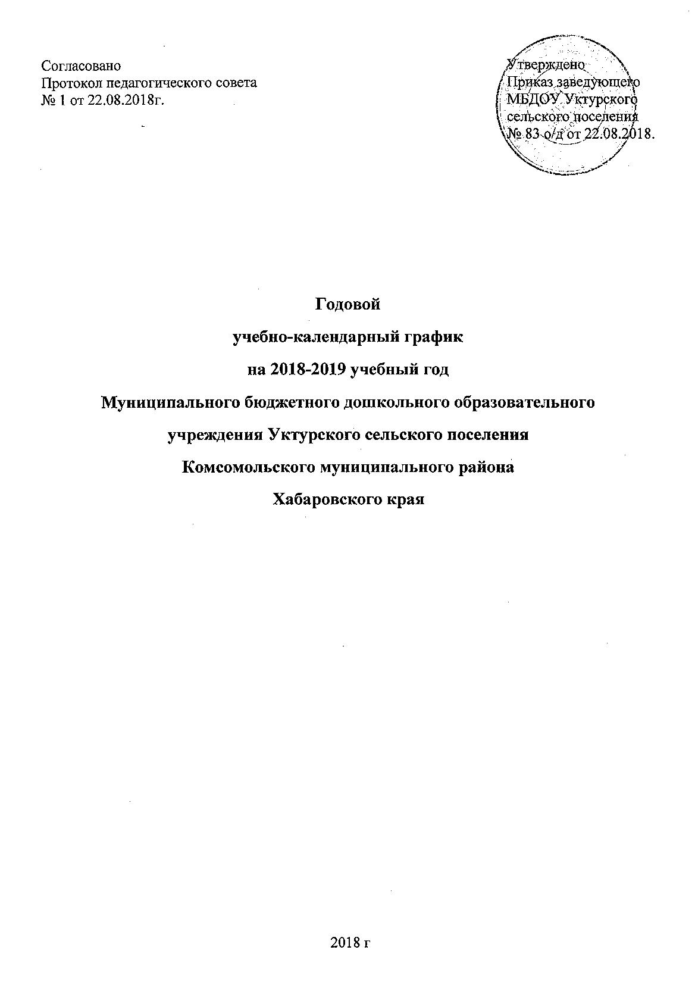 Согласовано
Протокол педагогического совета
№ 1 от 22.08.2018г.
Утверждено
Приказ заведующего
МБДОУ Уктурского
сельского поселения
№ 83 о/д от 22.08.2018.
Годовой
учебно-календарный график
на 2018-2019 учебный год
Муниципального бюджетного дошкольного образовательного
учреждения Уктурского сельского поселения
Комсомольского муниципального района
Хабаровского края
2018 г